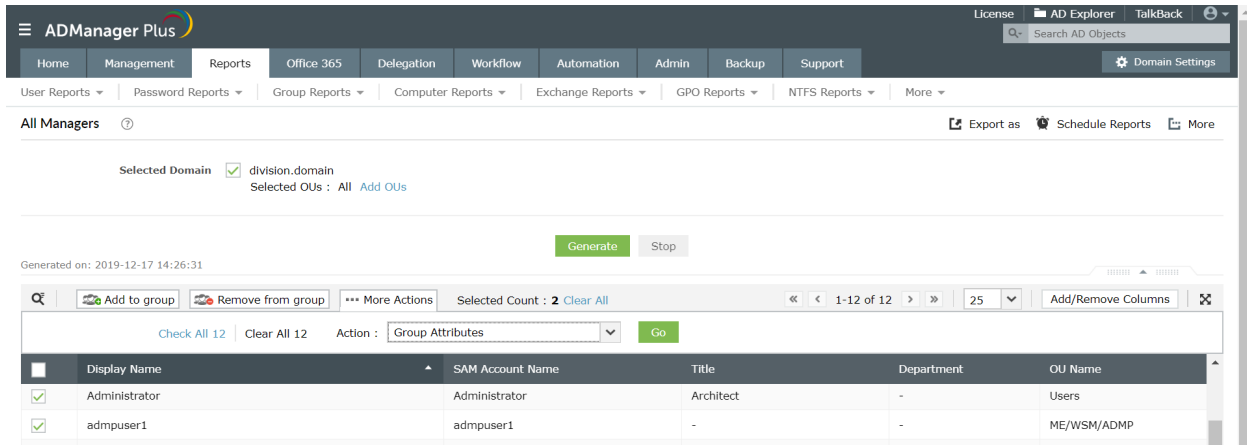 License AD Explorer TalkBack
ADManager Plus
Search AD Objects
Home Management Reports Office 365 Delegation Workflow Automation Admin Backup Support Domain Settings
User Reports Password Reports Group Reports Computer Reports Exchange Reports GPO Reports NTFS Reports More
All Managers ? Export as Schedule Reports More
Selected Domain division.domain
Selected OUs : All Add OUs
Generate Stop
Generated on: 2019-12-17 14:26:31
Add to group Remove from group More Actions Selected Count : 2 Clear All 1-12 of 12 25 Add/Remove Columns
Check All 12 Clear All 12 Action : Group Attributes Go
Display Name SAM Account Name Title Department OU Name
Administrator Administrator Architect - Users
admpuser1 admpuser1 - - ME/WSM/ADMP